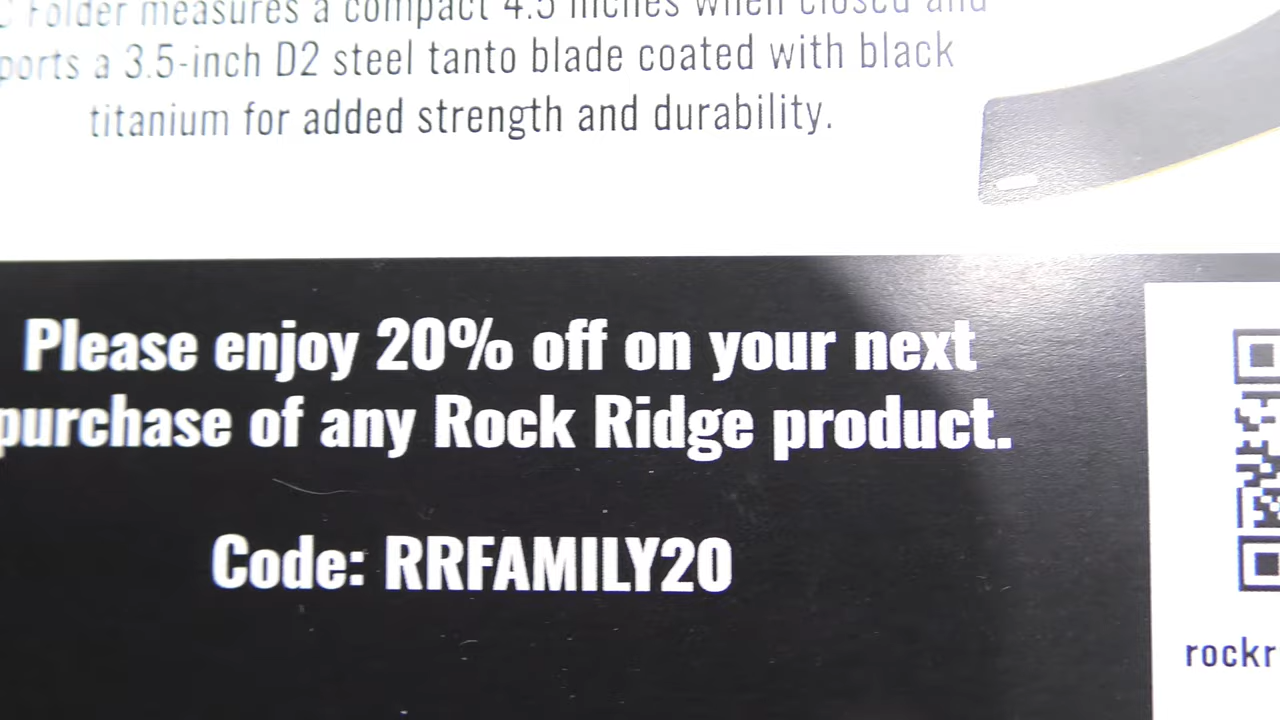 Folder measures a compact 4.5 inches when closed and
ports a 3.5-inch D2 steel tanto blade coated with black
titanium for added strength and durability.
Please enjoy 20% off on your next
purchase of any Rock Ridge product.
Code: RRFAMILY20
rockr